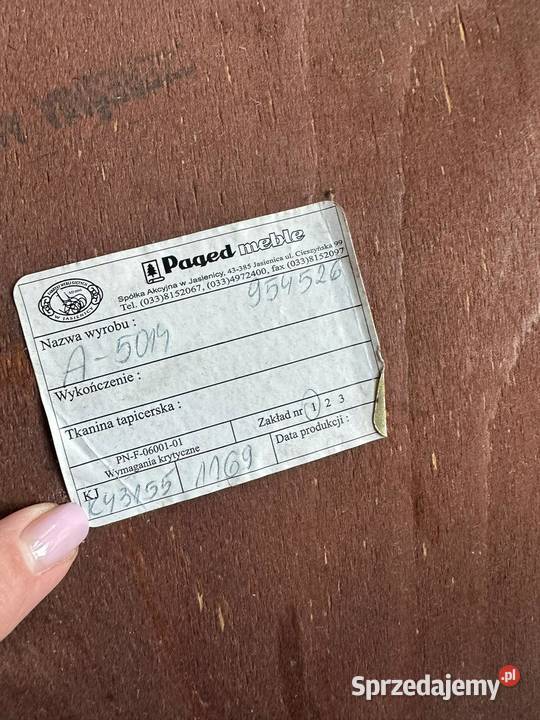 Paged meble
Spółka Akcyjna w Jasienicy, 43-385 Jasienica ul. Cieszyńska 99
Tel. (033)8152067, (033)4972400, fax (033)8152097
W JASIENICY
Nazwa wyrobu : 954526
A-5014
Wykończenie :
Tkanina tapicerska :
PN-F-06001-01 Zakład nr 1 2 3
Wymagania krytyczne Data produkcji :
KJ
1169
Sprzedajemy.pl